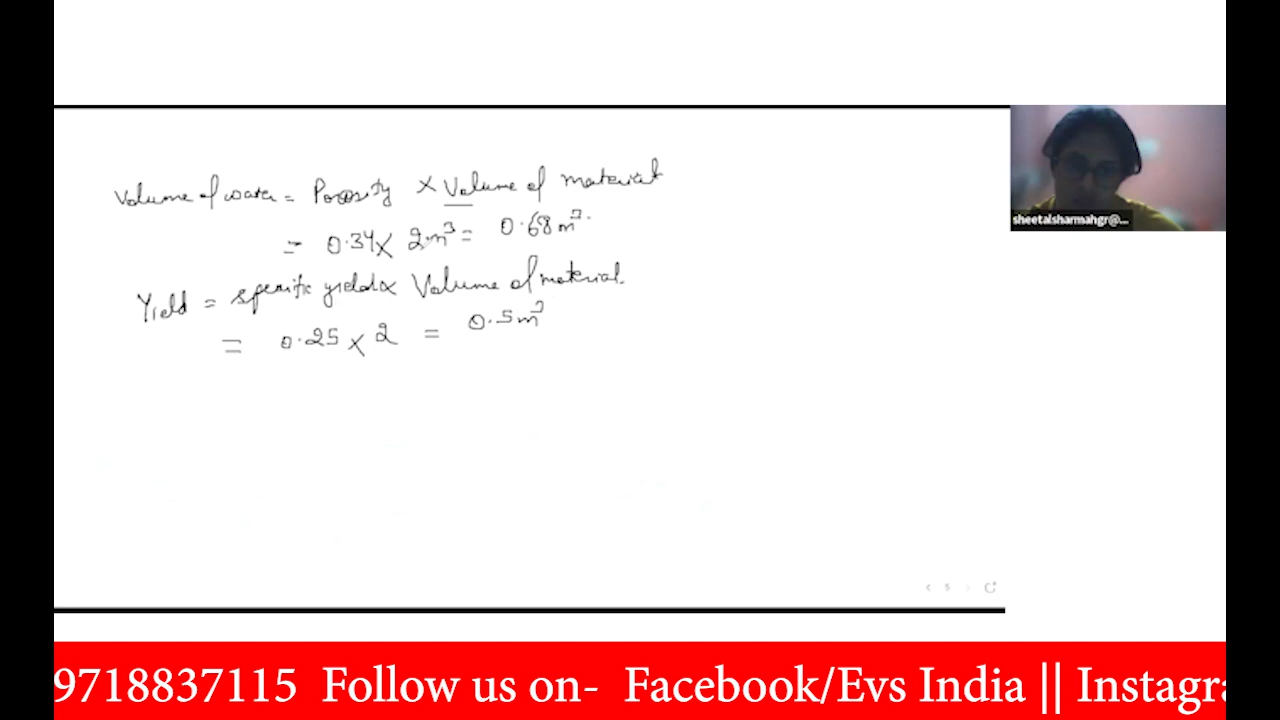 Volume of water = Porosity × Volume of material
= 0.34 × 2m³ = 0.68 m³.
Yield = specific yield × Volume of material.
= 0.25 × 2 = 0.5m³
sheetalsharmahgr@...
< 5 >
9718837115 Follow us on- Facebook/Evs India || Instagra